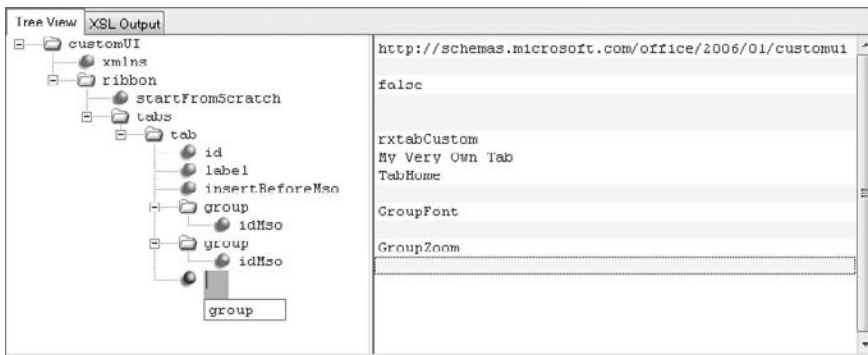 Tree View XSL Output
customUI http://schemas.microsoft.com/office/2006/01/customui
xmlns
ribbon false
startFromScratch
tabs
tab rxtabCustom
id My Very Own Tab
label TabHome
insertBeforeMso
group GroupFont
idMso
group GroupZoom
idMso
group